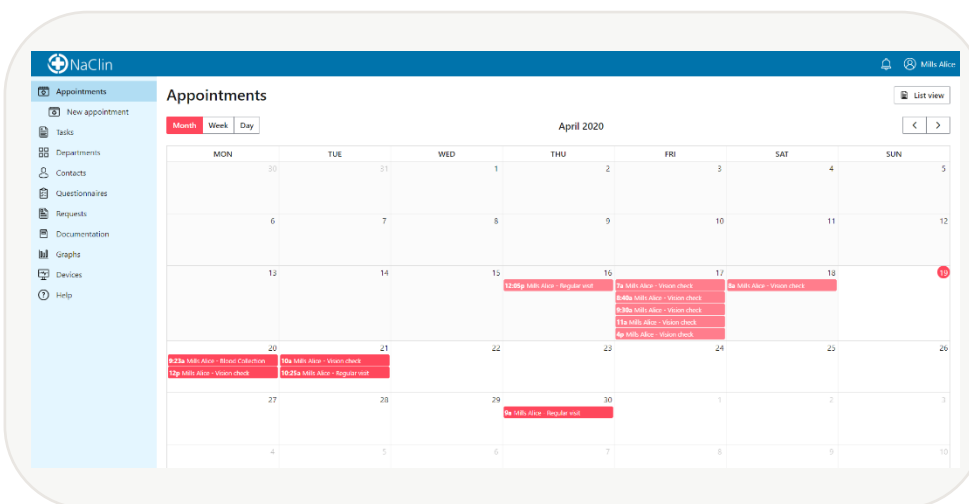 NaClin
Mills Alice
Appointments
New appointment
Tasks
Departments
Contacts
Questionnaires
Requests
Documentation
Graphs
Devices
Help
Appointments
List view
Month Week Day
April 2020
< >
MON TUE WED THU FRI SAT SUN
30 31 1 2 3 4 5
6 7 8 9 10 11 12
13 14 15 16 17 18 19
12:05p Mills Alice - Regular visit
7a Mills Alice - Vision check
8:40a Mills Alice - Vision check
9:30a Mills Alice - Vision check
11a Mills Alice - Vision check
4p Mills Alice - Vision check
8a Mills Alice - Vision check
20 21 22 23 24 25 26
9:23a Mills Alice - Blood Collection
12p Mills Alice - Vision check
10a Mills Alice - Vision check
10:25a Mills Alice - Regular visit
27 28 29 30 1 2 3
9a Mills Alice - Regular visit
4 5 6 7 8 9 10